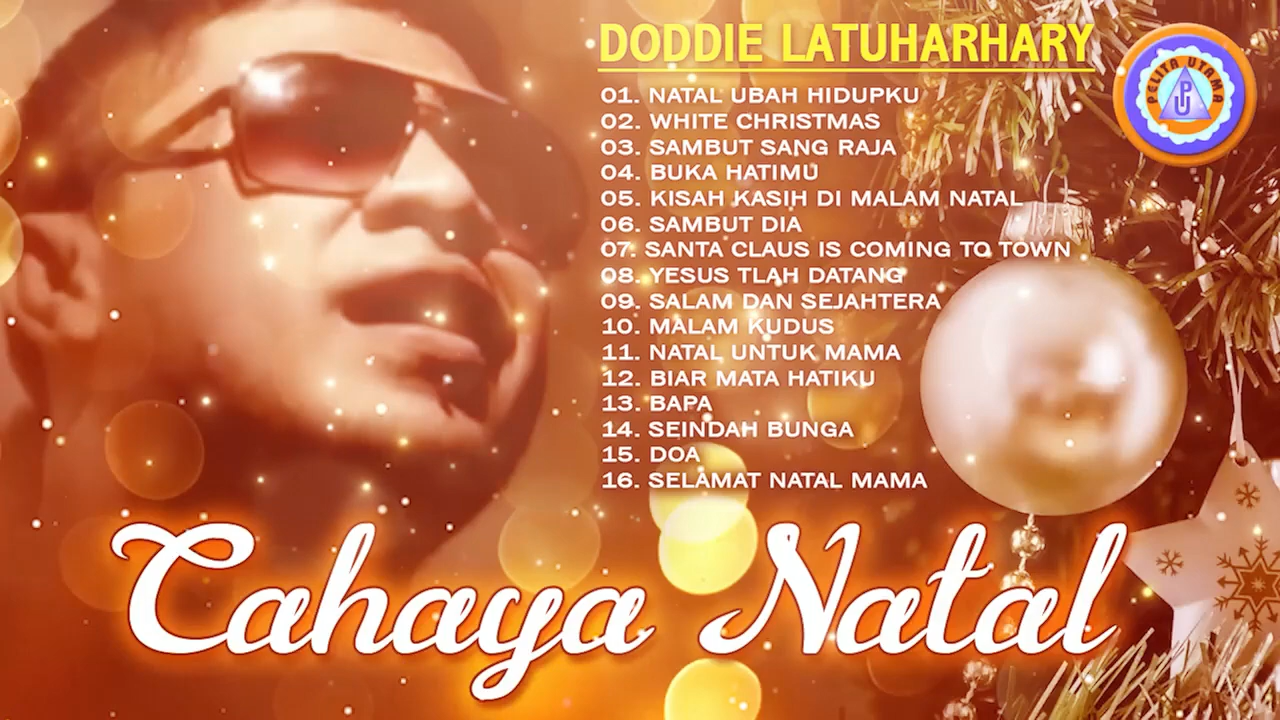 DODDIE LATUHARHARY
PELITA UTAMA
PU
01. NATAL UBAH HIDUPKU
02. WHITE CHRISTMAS
03. SAMBUT SANG RAJA
04. BUKA HATIMU
05. KISAH KASIH DI MALAM NATAL
06. SAMBUT DIA
07. SANTA CLAUS IS COMING TO TOWN
08. YESUS TLAH DATANG
09. SALAM DAN SEJAHTERA
10. MALAM KUDUS
11. NATAL UNTUK MAMA
12. BIAR MATA HATIKU
13. BAPA
14. SEINDAH BUNGA
15. DOA
16. SELAMAT NATAL MAMA
Cahaya Natal